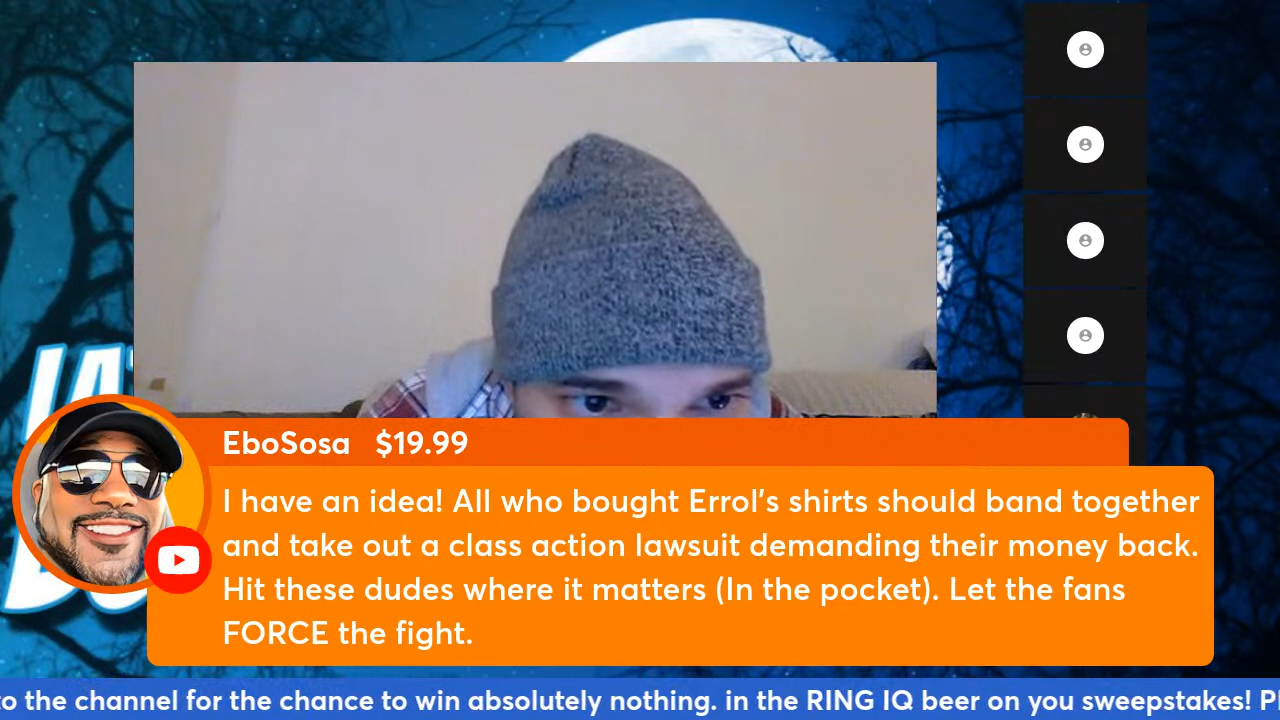 EboSosa $19.99
I have an idea! All who bought Errol's shirts should band together
and take out a class action lawsuit demanding their money back.
Hit these dudes where it matters (In the pocket). Let the fans
FORCE the fight.
to the channel for the chance to win absolutely nothing. in the RING IQ beer on you sweepstakes!